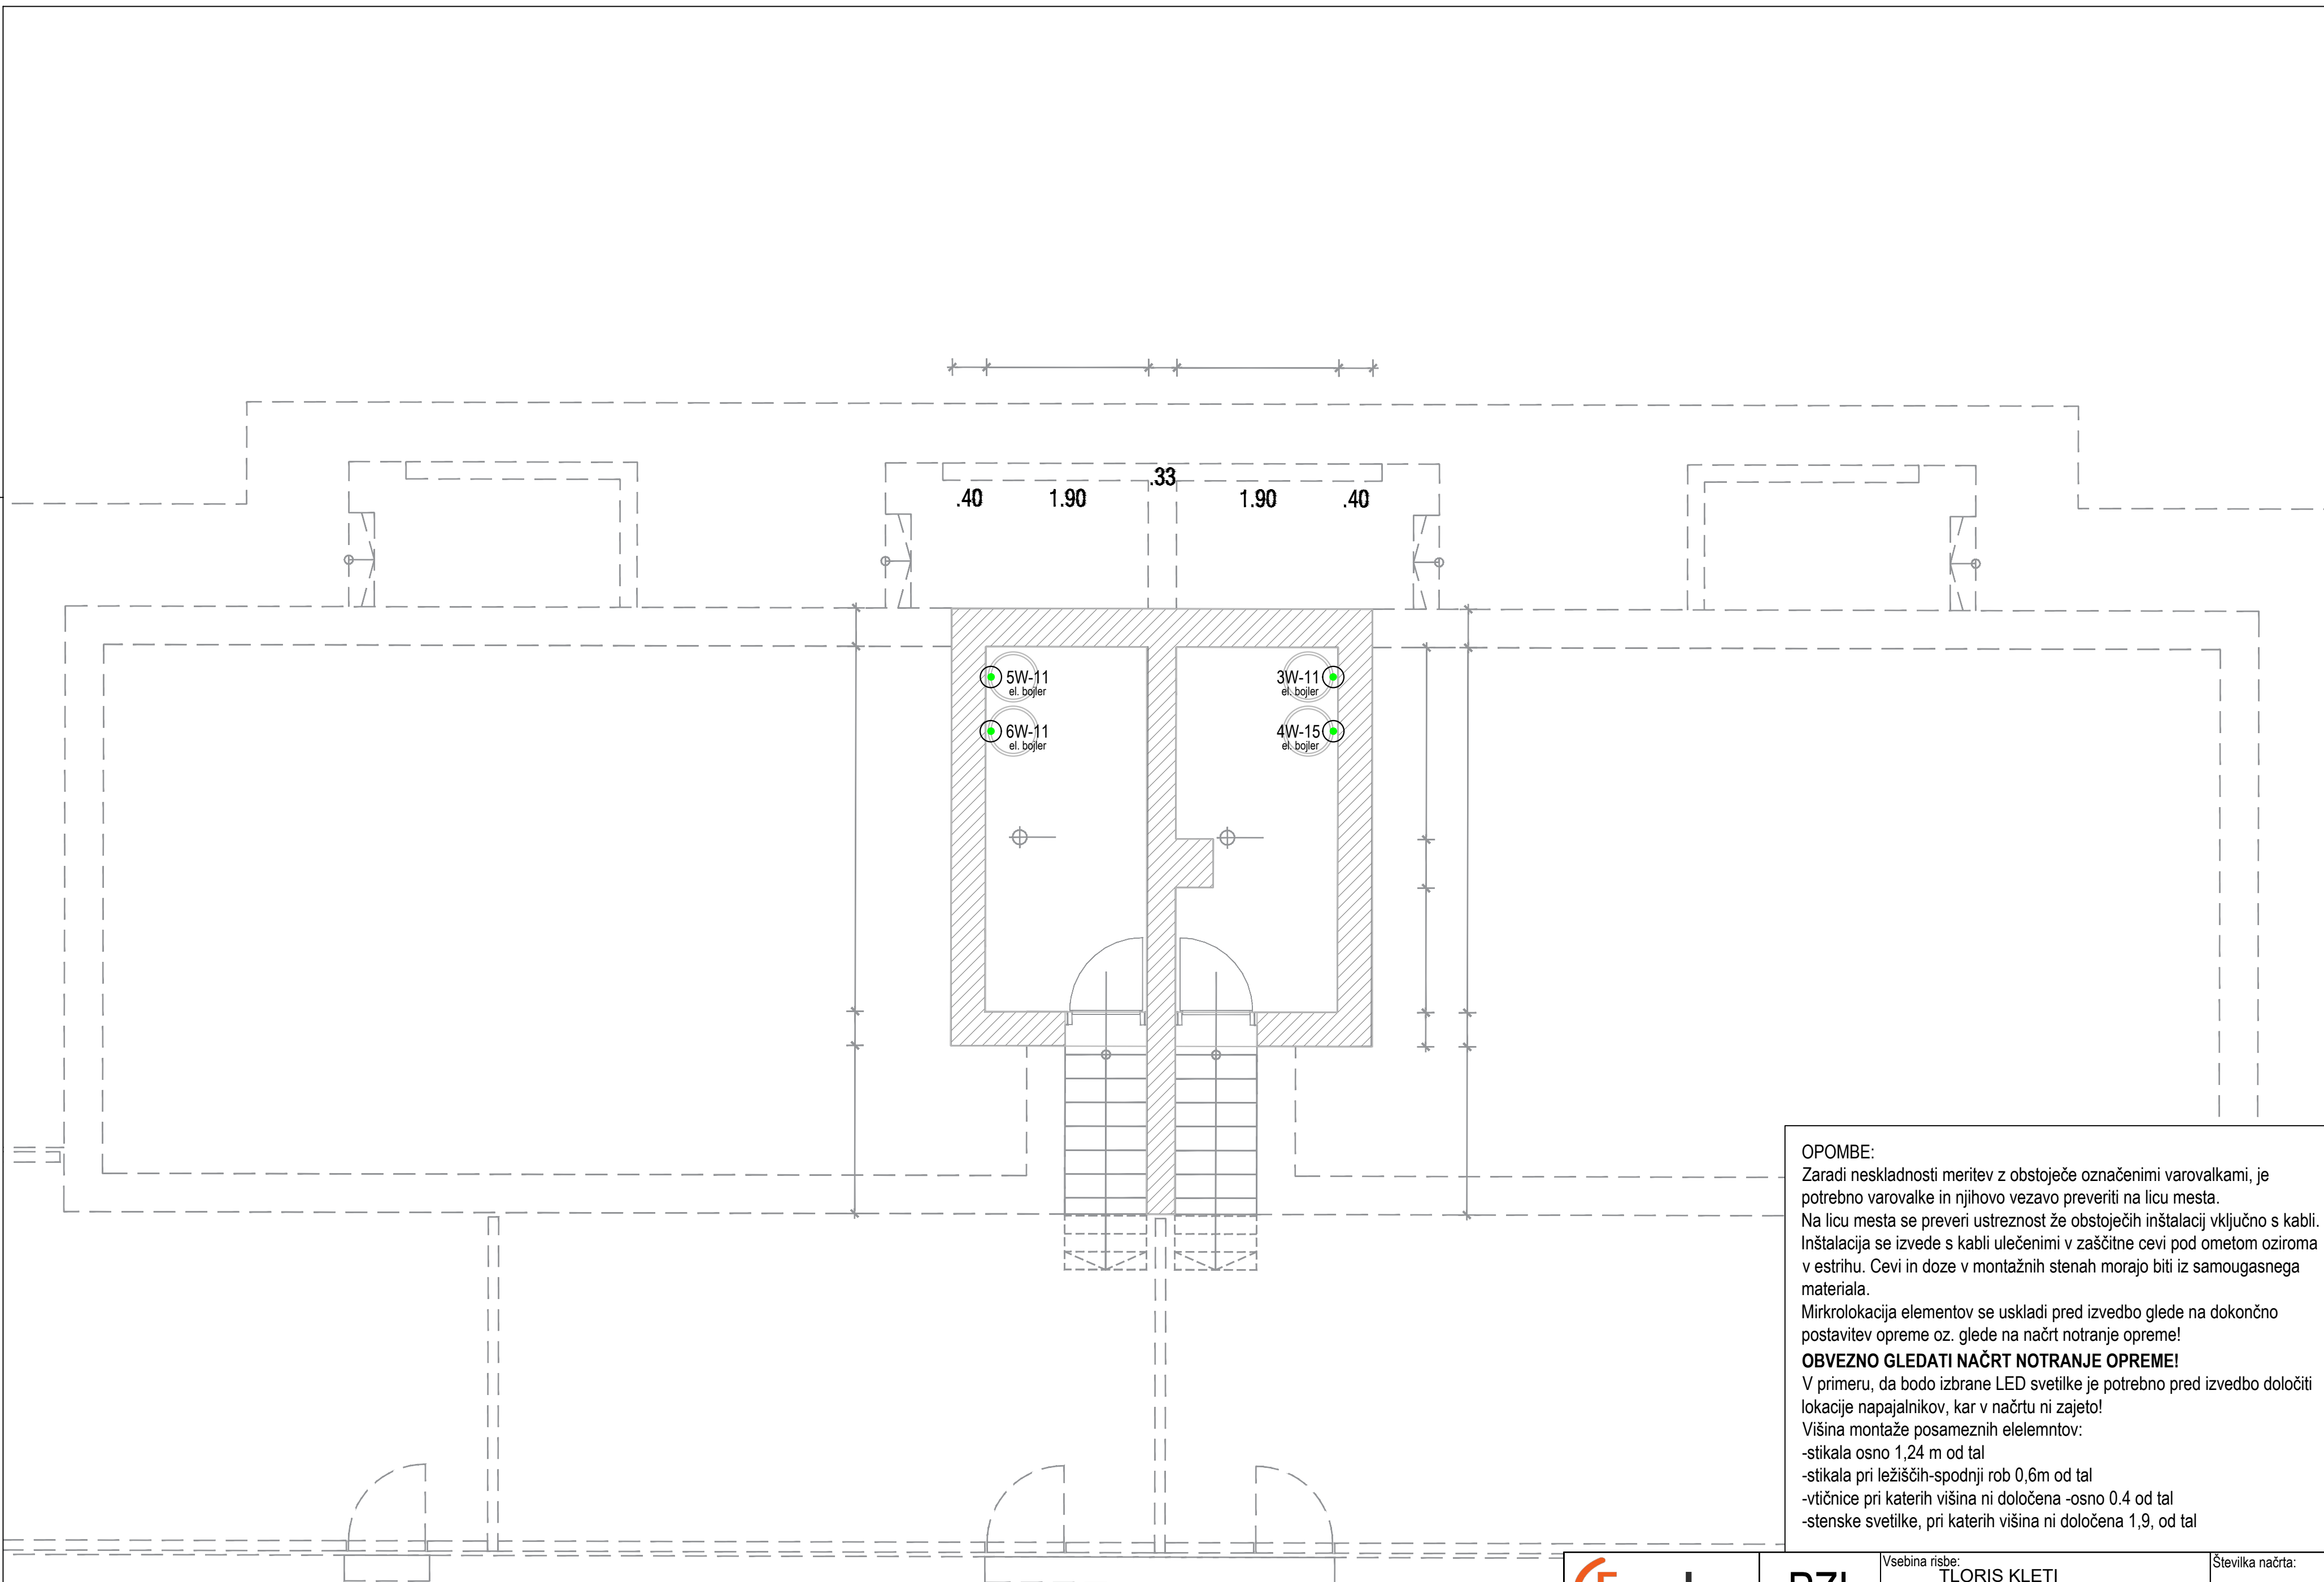 .33
.40 1.90 1.90 .40
5W-11
el. bojler
3W-11
el. bojler
6W-11
el. bojler
4W-15
el. bojler
OPOMBE:
Zaradi neskladnosti meritev z obstoječe označenimi varovalkami, je
potrebno varovalke in njihovo vezavo preveriti na licu mesta.
Na licu mesta se preveri ustreznost že obstoječih inštalacij vključno s kabli.
Inštalacija se izvede s kabli ulečenimi v zaščitne cevi pod ometom oziroma
v estrihu. Cevi in doze v montažnih stenah morajo biti iz samougasnega
materiala.
Mirkrolokacija elementov se uskladi pred izvedbo glede na dokončno
postavitev opreme oz. glede na načrt notranje opreme!
OBVEZNO GLEDATI NAČRT NOTRANJE OPREME!
V primeru, da bodo izbrane LED svetilke je potrebno pred izvedbo določiti
lokacije napajalnikov, kar v načrtu ni zajeto!
Višina montaže posameznih elelemntov:
-stikala osno 1,24 m od tal
-stikala pri ležiščih-spodnji rob 0,6m od tal
-vtičnice pri katerih višina ni določena -osno 0.4 od tal
-stenske svetilke, pri katerih višina ni določena 1,9, od tal
Vsebina risbe:
TLORIS KLETI
Številka načrta: